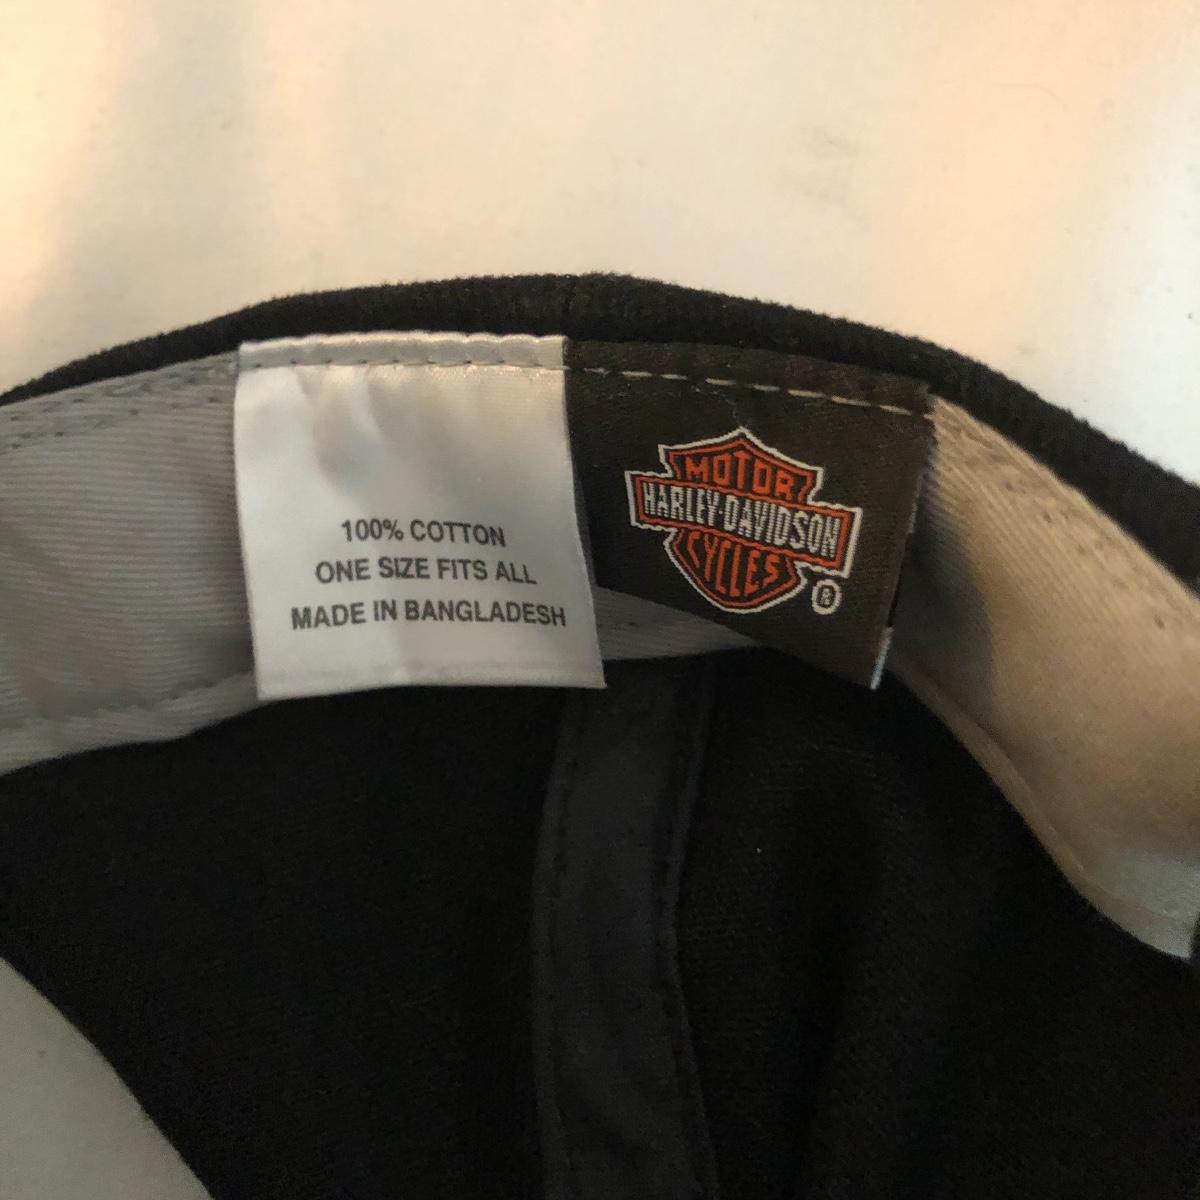 100% COTTON
ONE SIZE FITS ALL
MADE IN BANGLADESH
MOTOR
HARLEY-DAVIDSON
CYCLES
®